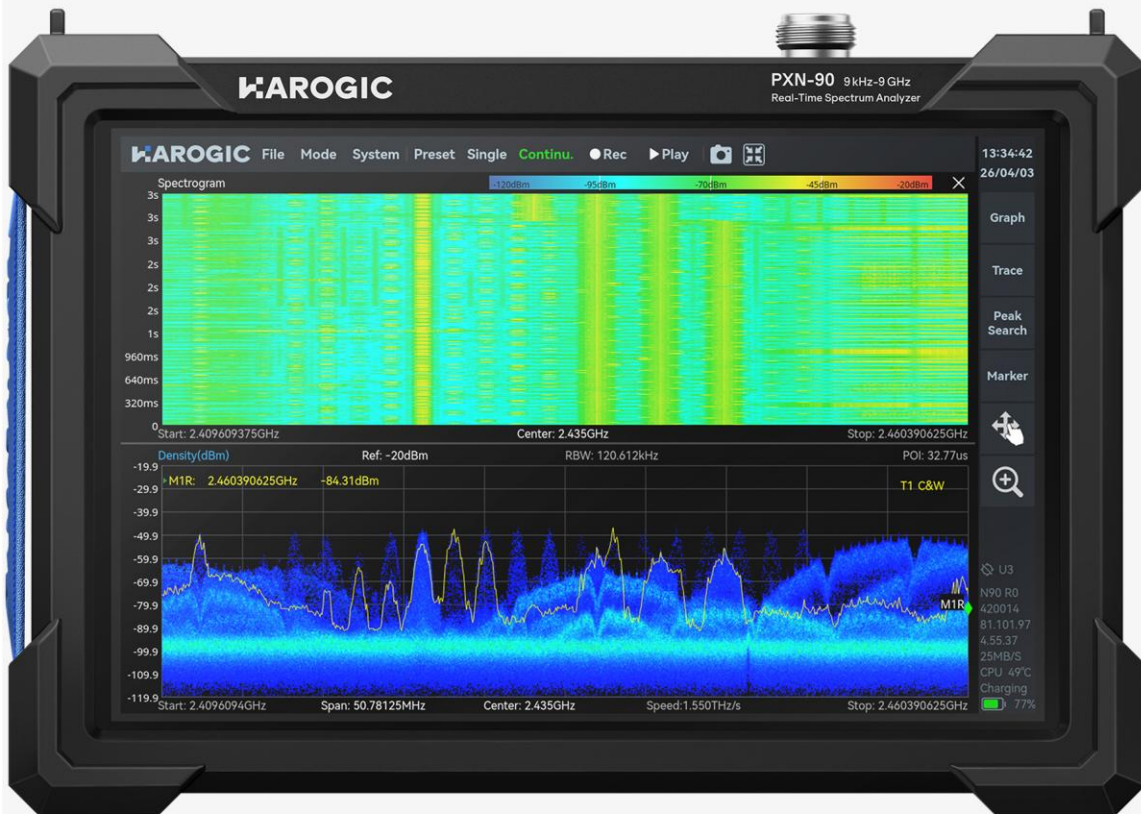 HAROGIC
PXN-90 9 kHz-9 GHz
Real-Time Spectrum Analyzer
HAROGIC File Mode System Preset Single Continu. Rec Play
13:34:42
26/04/03
Spectrogram
-120dBm -95dBm -70dBm -45dBm -20dBm
3s
3s
3s
2s
2s
2s
1s
960ms
640ms
320ms
0
Start: 2.409609375GHz Center: 2.435GHz Stop: 2.460390625GHz
Graph
Trace
Peak
Search
Marker
Density(dBm) Ref: -20dBm RBW: 120.612kHz POI: 32.77us
M1R: 2.460390625GHz -84.31dBm
T1 C&W
-19.9
-29.9
-39.9
-49.9
-59.9
-69.9
-79.9
-89.9
-99.9
-109.9
-119.9
M1R
Start: 2.4096094GHz Span: 50.78125MHz Center: 2.435GHz Speed:1.550THz/s Stop: 2.460390625GHz
U3
N90 R0
420014
81.101.97
4.55.37
25MB/S
CPU 49℃
Charging
77%